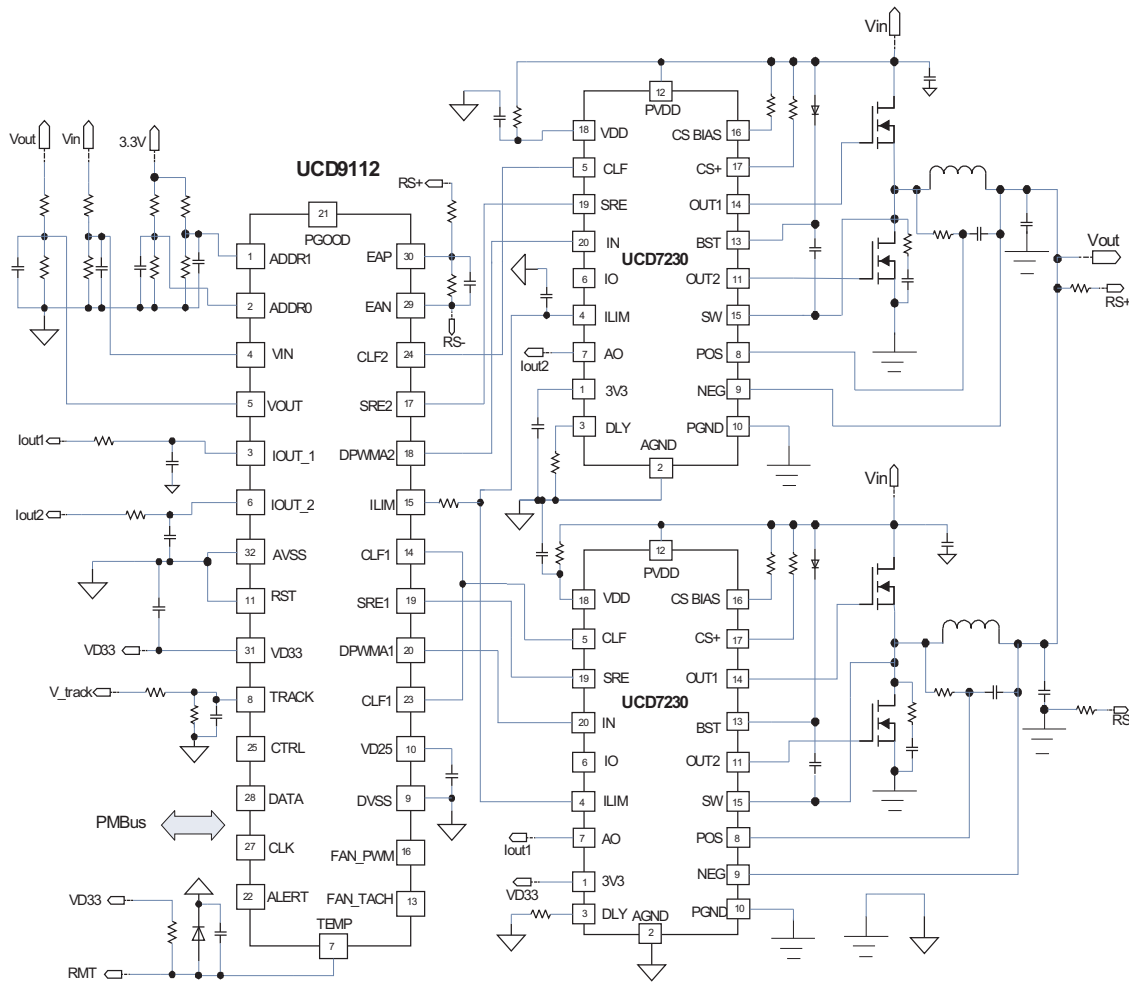 Vin
12
PVDD
18 VDD
CS BIAS 16
Vout
Vin
3.3V
UCD9112
5 CLF
CS+ 17
RS+
21
PGOOD
19 SRE
OUT1 14
20 IN
BST 13
1 ADDR1
EAP 30
UCD7230
6 IO
OUT2 11
Vout
2 ADDR0
EAN 29
4 ILIM
SW 15
RS+
RS-
4 VIN
CLF2 24
7 AO
POS 8
Iout2
5 VOUT
SRE2 17
1 3V3
NEG 9
3 DLY
PGND 10
Iout1
3 IOUT_1
DPWMA2 18
AGND
2
Vin
Iout2
6 IOUT_2
ILIM 15
32 AVSS
CLF1 14
12
PVDD
11 RST
SRE1 19
18 VDD
CS BIAS 16
5 CLF
CS+ 17
VD33
31 VD33
DPWMA1 20
19 SRE
OUT1 14
V_track
8 TRACK
CLF1 23
UCD7230
RS
20 IN
BST 13
25 CTRL
VD25 10
6 IO
OUT2 11
28 DATA
DVSS 9
4 ILIM
SW 15
PMBus
27 CLK
FAN_PWM 16
7 AO
POS 8
Iout1
22 ALERT
FAN_TACH 13
1 3V3
NEG 9
VD33
VD33
3 DLY
PGND 10
TEMP
7
AGND
2
RMT